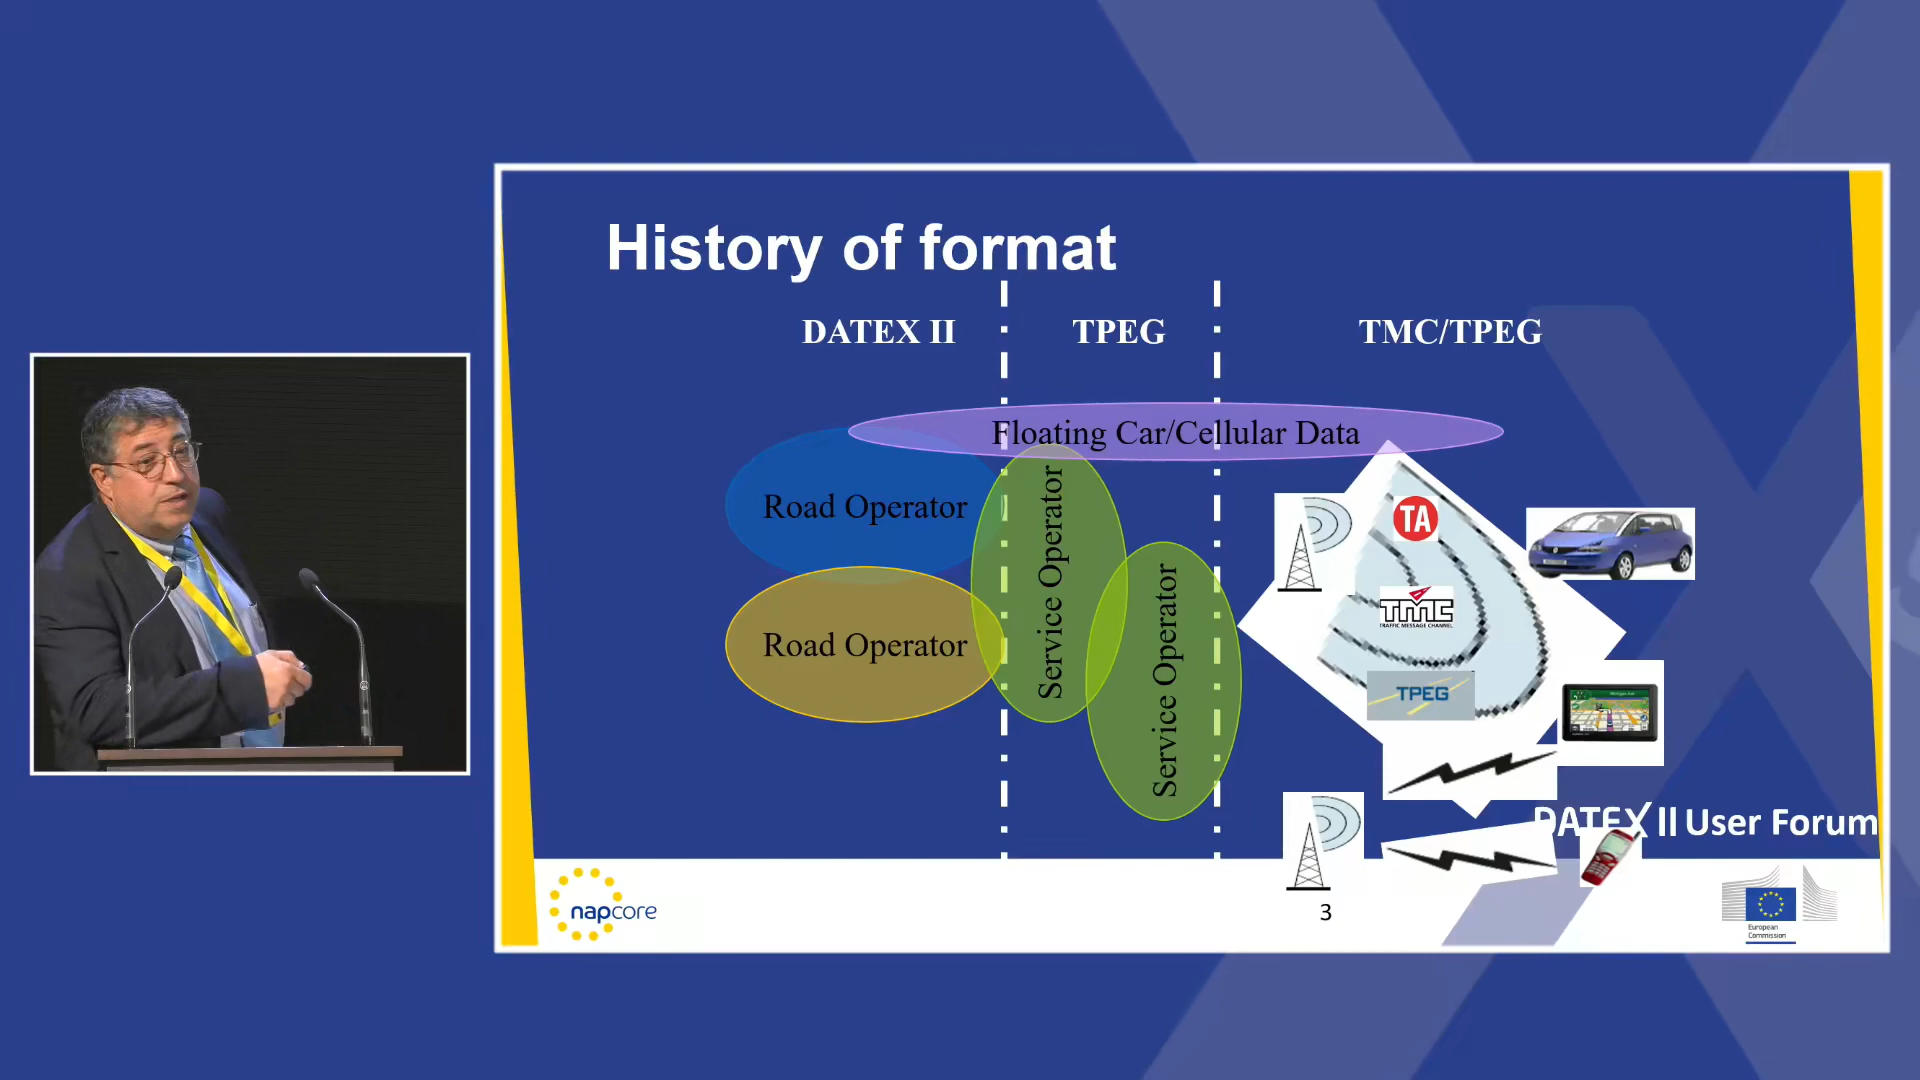 History of format
DATEX II
TPEG
TMC/TPEG
Floating Car/Cellular Data
Road Operator
Road Operator
Service Operator
Service Operator
TA
TMC
TRAFFIC MESSAGE CHANNEL
TPEG
DATEX II User Forum
napcore
3
European
Commission